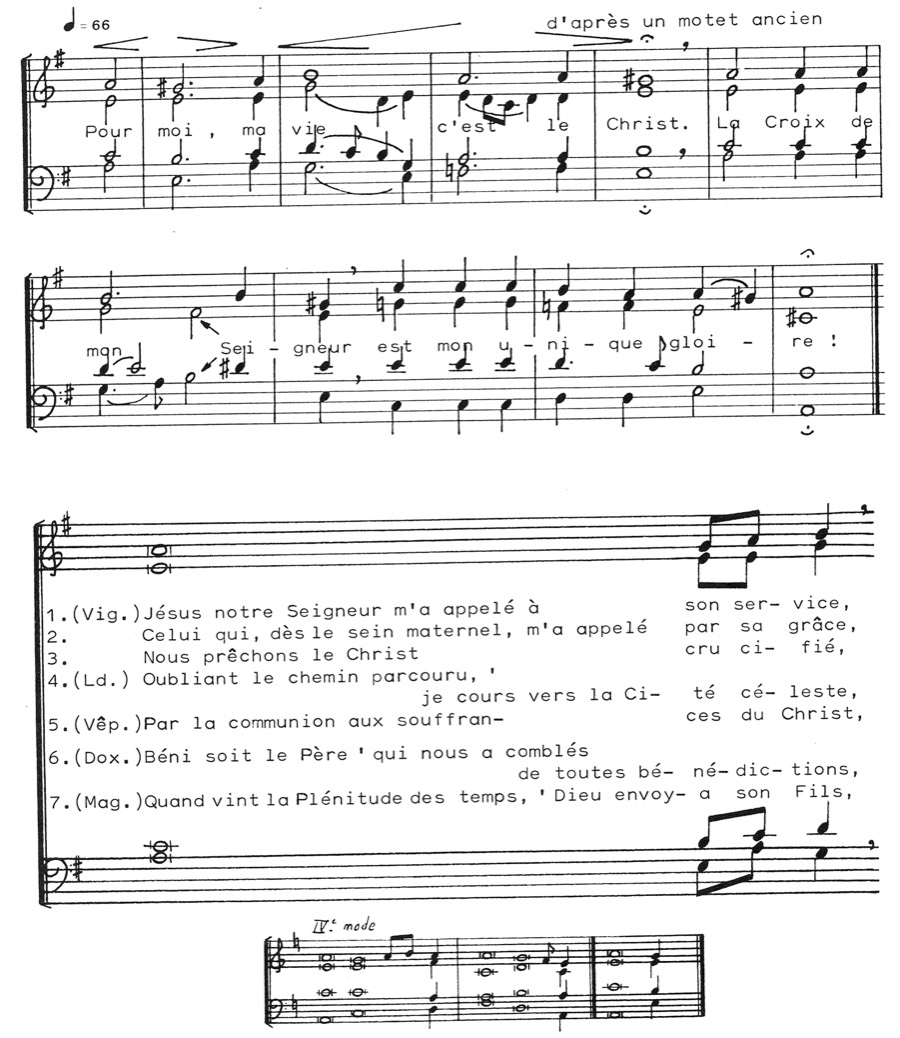 ♩ = 66
d'après un motet ancien
Pour moi, ma vie c'est le Christ. La Croix de
mon Sei - gneur est mon u - ni - que gloi - re !
1.(Vig.)Jésus notre Seigneur m'a appelé à son ser- vice,
2. Celui qui, dès le sein maternel, m'a appelé par sa grâce,
3. Nous prêchons le Christ cru ci- fié,
4.(Ld.) Oubliant le chemin parcouru, '
je cours vers la Ci- té cé- leste,
5.(Vêp.)Par la communion aux souffran- ces du Christ,
6.(Dox.)Béni soit le Père ' qui nous a comblés
de toutes bé- né- dic- tions,
7.(Mag.)Quand vint la Plénitude des temps, ' Dieu envoy- a son Fils,
IVe. mode